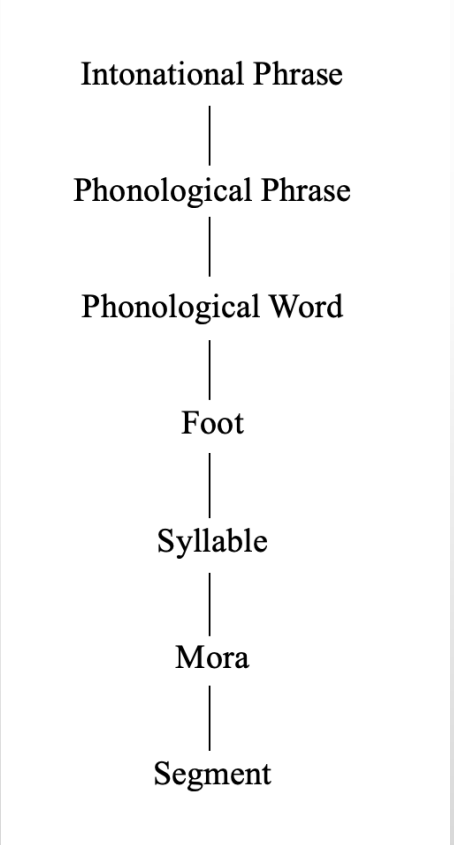 Intonational Phrase
Phonological Phrase
Phonological Word
Foot
Syllable
Mora
Segment